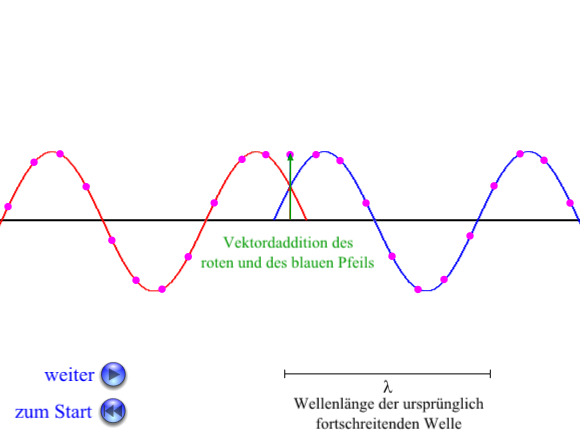 Vektordaddition des
roten und des blauen Pfeils
weiter
zum Start
λ
Wellenlänge der ursprünglich
fortschreitenden Welle